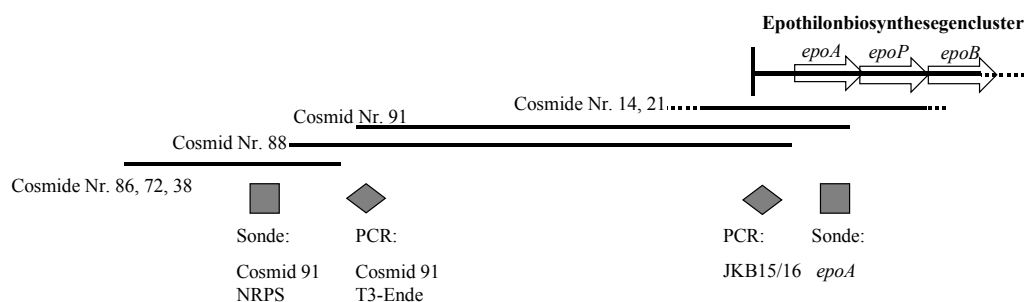 Epothilonbiosynthesegencluster
epoA epoP epoB
Cosmide Nr. 14, 21
Cosmid Nr. 91
Cosmid Nr. 88
Cosmide Nr. 86, 72, 38
Sonde: PCR: PCR: Sonde:
Cosmid 91 Cosmid 91 JKB15/16 epoA
NRPS T3-Ende